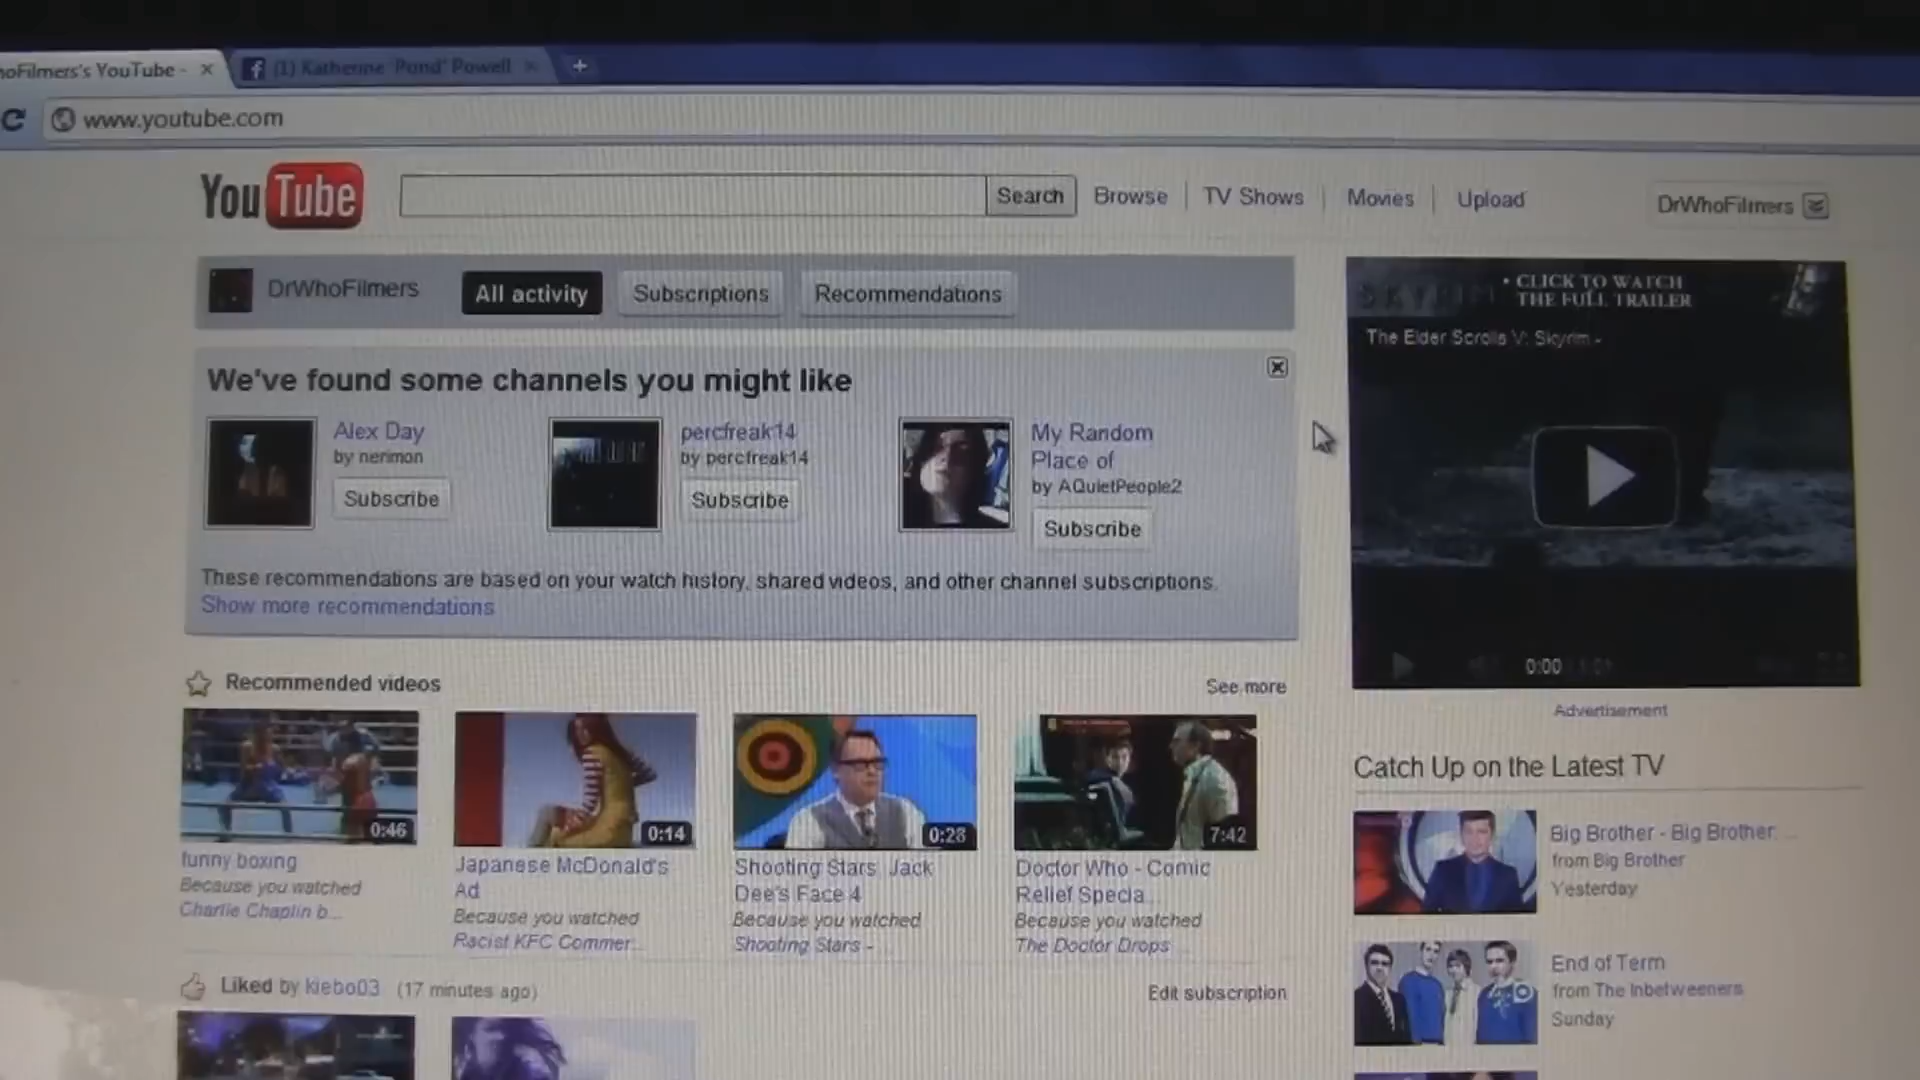 hoFilmers's YouTube -
(1) Katherine 'Pond' Powell
www.youtube.com
YouTube
Search
Browse
TV Shows
Movies
Upload
DrWhoFilmers
DrWhoFilmers
All activity
Subscriptions
Recommendations
We've found some channels you might like
Alex Day
by nerimon
Subscribe
percfreak14
by percfreak14
Subscribe
My Random
Place of
by AQuietPeople2
Subscribe
These recommendations are based on your watch history, shared videos, and other channel subscriptions.
Show more recommendations
SKYRIM
• CLICK TO WATCH
THE FULL TRAILER
The Elder Scrolls V: Skyrim -
0:00
Advertisement
Recommended videos
See more
0:46
funny boxing
Because you watched
Charlie Chaplin b...
0:14
Japanese McDonald's
Ad
Because you watched
Racist KFC Commer...
0:28
Shooting Stars Jack
Dee's Face 4
Because you watched
Shooting Stars - ...
7:42
Doctor Who - Comic
Relief Specia...
Because you watched
The Doctor Drops ...
Liked by kiebo03 (17 minutes ago)
Edit subscription
Catch Up on the Latest TV
Big Brother - Big Brother: ...
from Big Brother
Yesterday
End of Term
from The Inbetweeners
Sunday